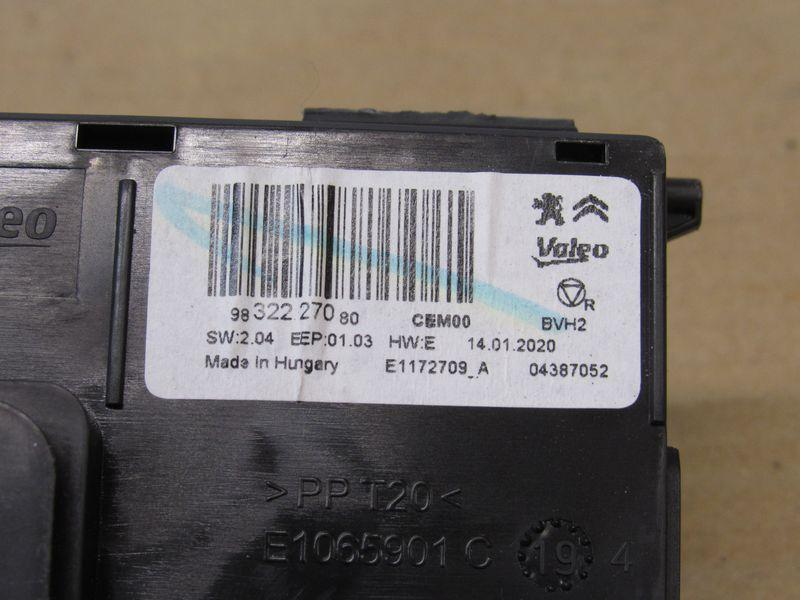 eo
Valeo
R
98 322 270 80 CEM00 BVH2
SW:2.04 EEP:01.03 HW:E 14.01.2020
Made in Hungary E1172709_A 04387052
>PP T20<
E1065901 C 19 4